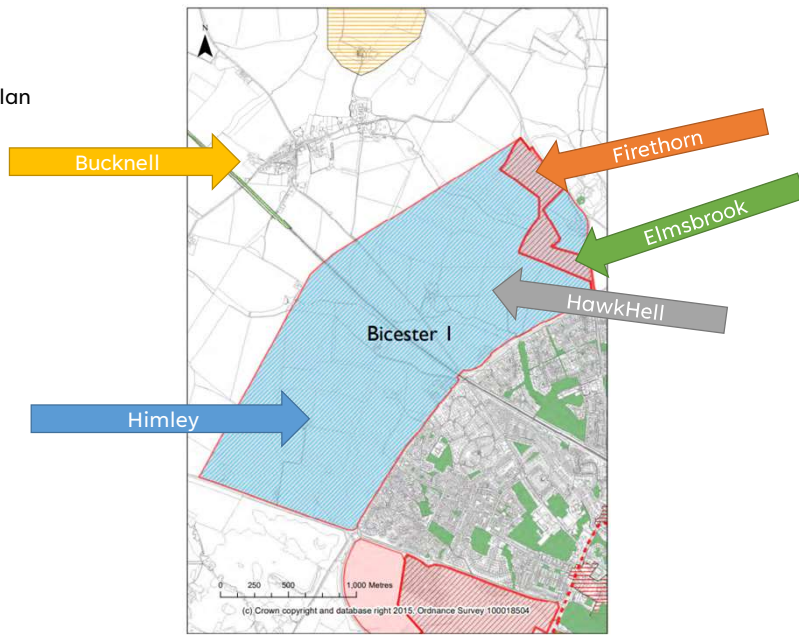 lan
N
Bucknell
Firethorn
Elmsbrook
HawkHell
Bicester 1
Himley
0 250 500 1,000 Metres
(c) Crown copyright and database right 2015. Ordnance Survey 100018504